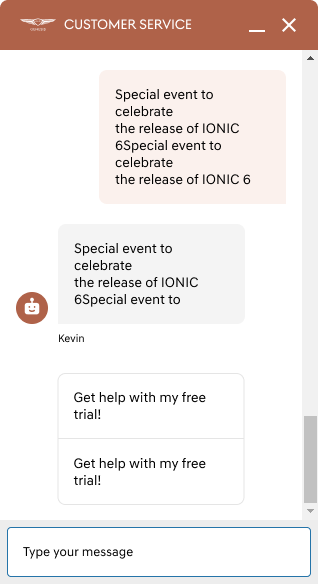 CUSTOMER SERVICE
Special event to
celebrate
the release of IONIC
6Special event to
celebrate
the release of IONIC 6
Special event to
celebrate
the release of IONIC
6Special event to
Kevin
Get help with my free
trial!
Get help with my free
trial!
Type your message